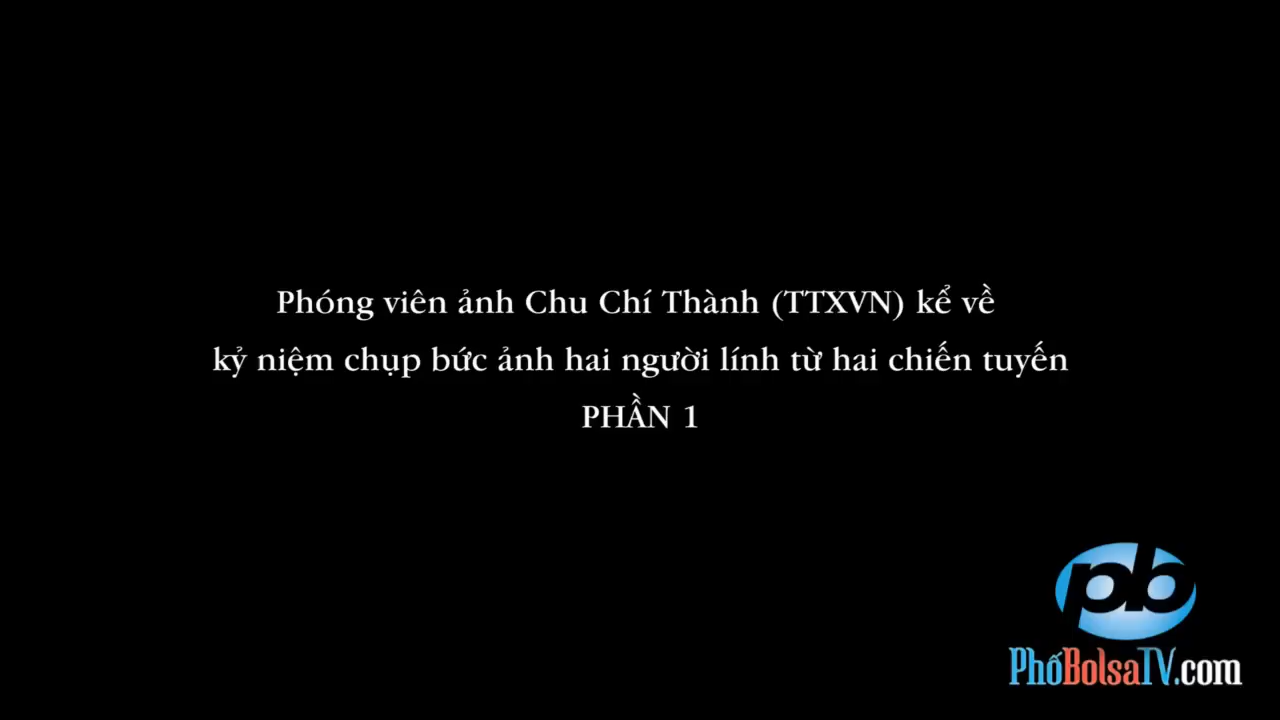 Phóng viên ảnh Chu Chí Thành (TTXVN) kể về
kỷ niệm chụp bức ảnh hai người lính từ hai chiến tuyến
PHẦN 1
pb
PhốBolsaTV.com